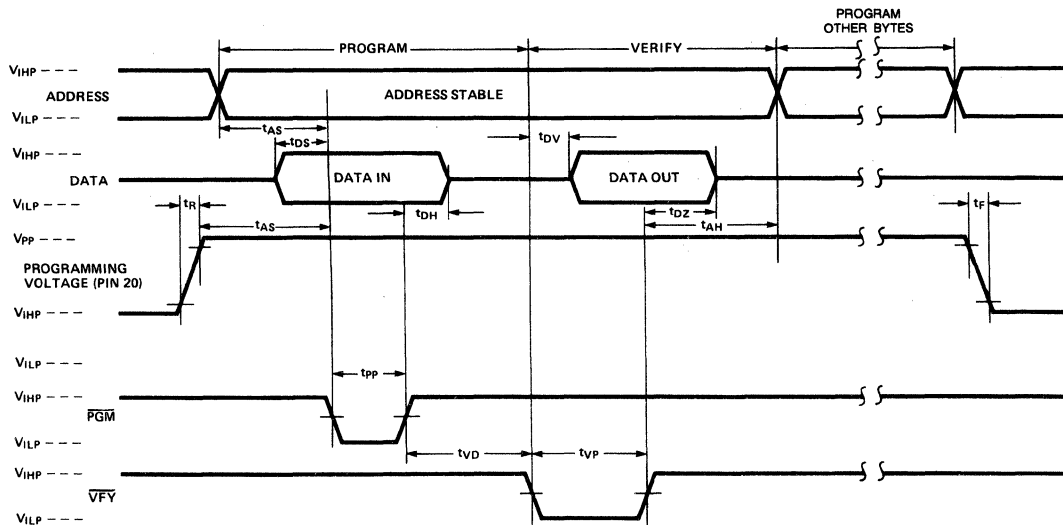 PROGRAM
OTHER BYTES
PROGRAM
VERIFY
VIHP
ADDRESS
ADDRESS STABLE
VILP
tAS
tDS
tDV
VIHP
DATA
DATA IN
DATA OUT
VILP
tR
tDH
tDZ
tF
tAS
tAH
VPP
PROGRAMMING
VOLTAGE (PIN 20)
VIHP
VILP
tPP
VIHP
PGM
VILP
tVD
tVP
VIHP
VFY
VILP